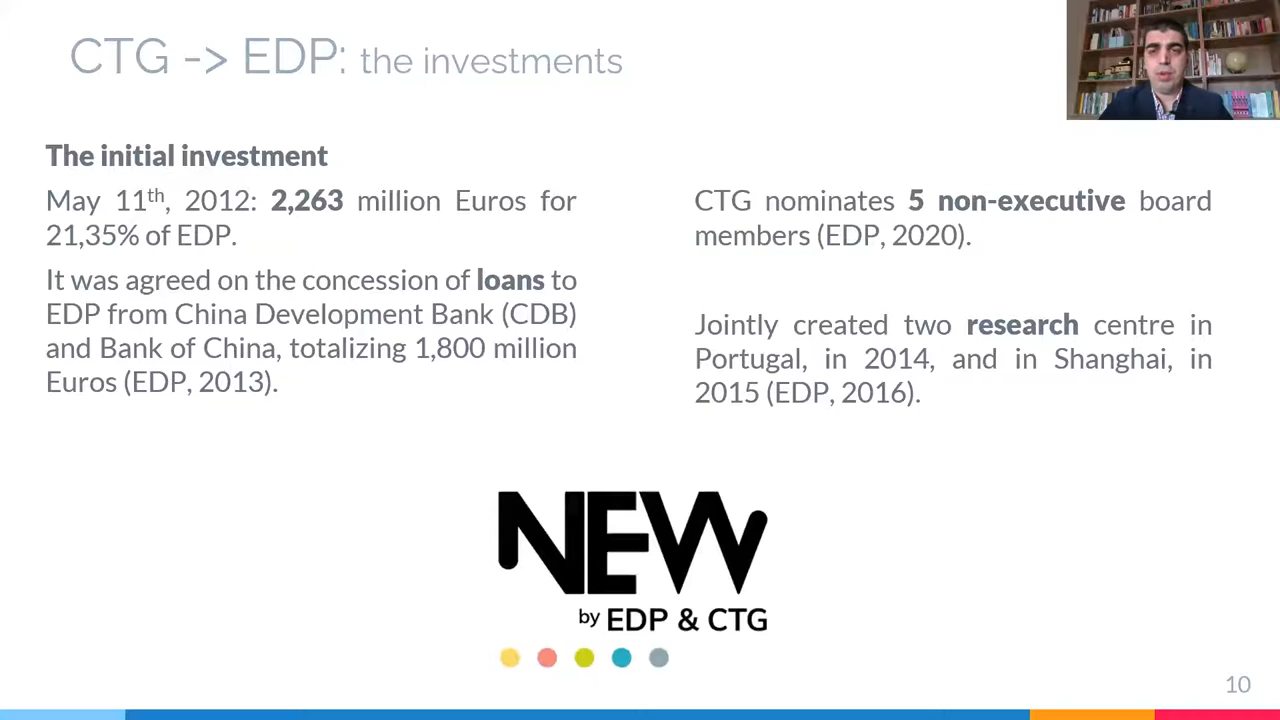 CTG -> EDP: the investments
The initial investment
May 11th, 2012: 2,263 million Euros for
21,35% of EDP.
It was agreed on the concession of loans to
EDP from China Development Bank (CDB)
and Bank of China, totalizing 1,800 million
Euros (EDP, 2013).
CTG nominates 5 non-executive board
members (EDP, 2020).
Jointly created two research centre in
Portugal, in 2014, and in Shanghai, in
2015 (EDP, 2016).
NEW
by EDP & CTG
10